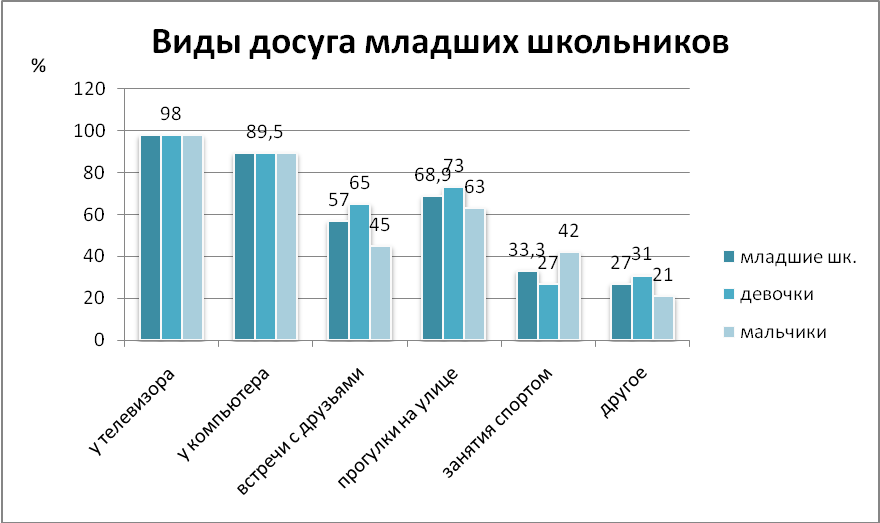 Виды досуга младших школьников
%
120
100
80
60
40
20
0
98
89,5
57
65
45
68,9
73
63
33,3
27
42
27
31
21
у телевизора
у компьютера
встречи с друзьями
прогулки на улице
занятия спортом
другое
младшие шк.
девочки
мальчики